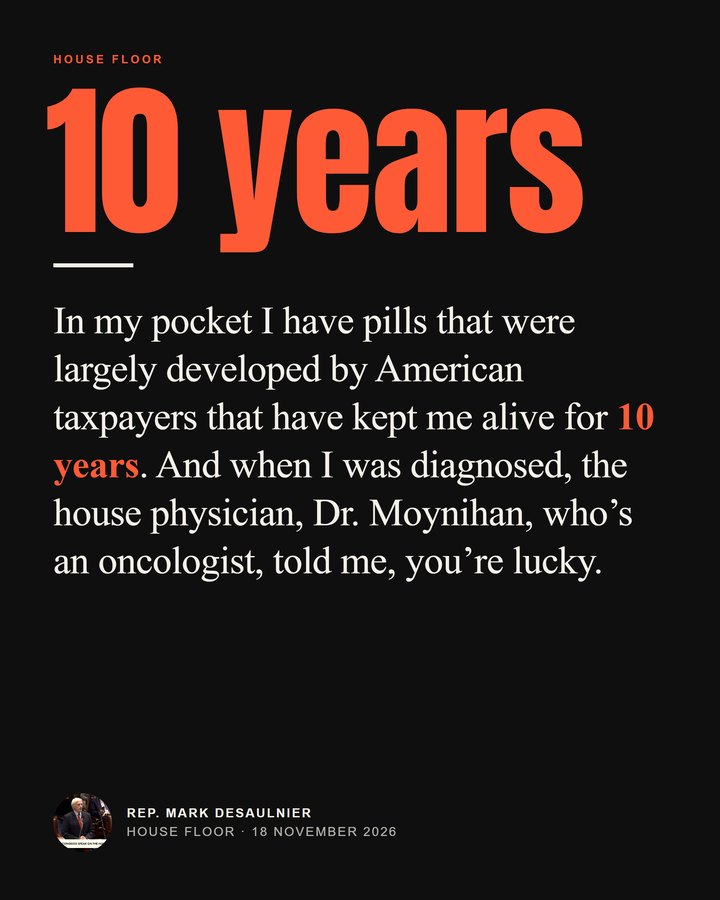 HOUSE FLOOR
10 years
In my pocket I have pills that were
largely developed by American
taxpayers that have kept me alive for 10
years. And when I was diagnosed, the
house physician, Dr. Moynihan, who’s
an oncologist, told me, you’re lucky.
REP. MARK DESAULNIER
HOUSE FLOOR · 18 NOVEMBER 2026